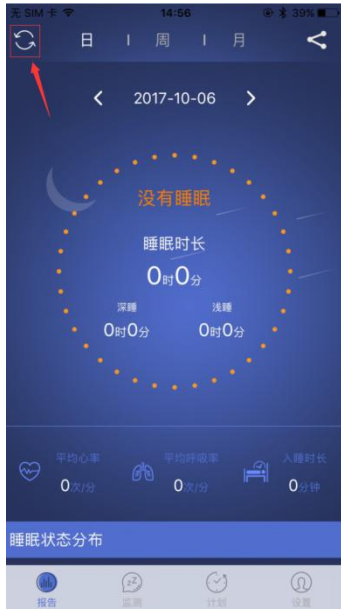 无 SIM 卡 14:56 39%
日 | 周 | 月
2017-10-06
没有睡眠
睡眠时长
0时0分
深睡 浅睡
0时0分 0时0分
平均心率 平均呼吸率 入睡时长
0次/分 0次/分 0分钟
睡眠状态分布
报告 监测 计划 设置